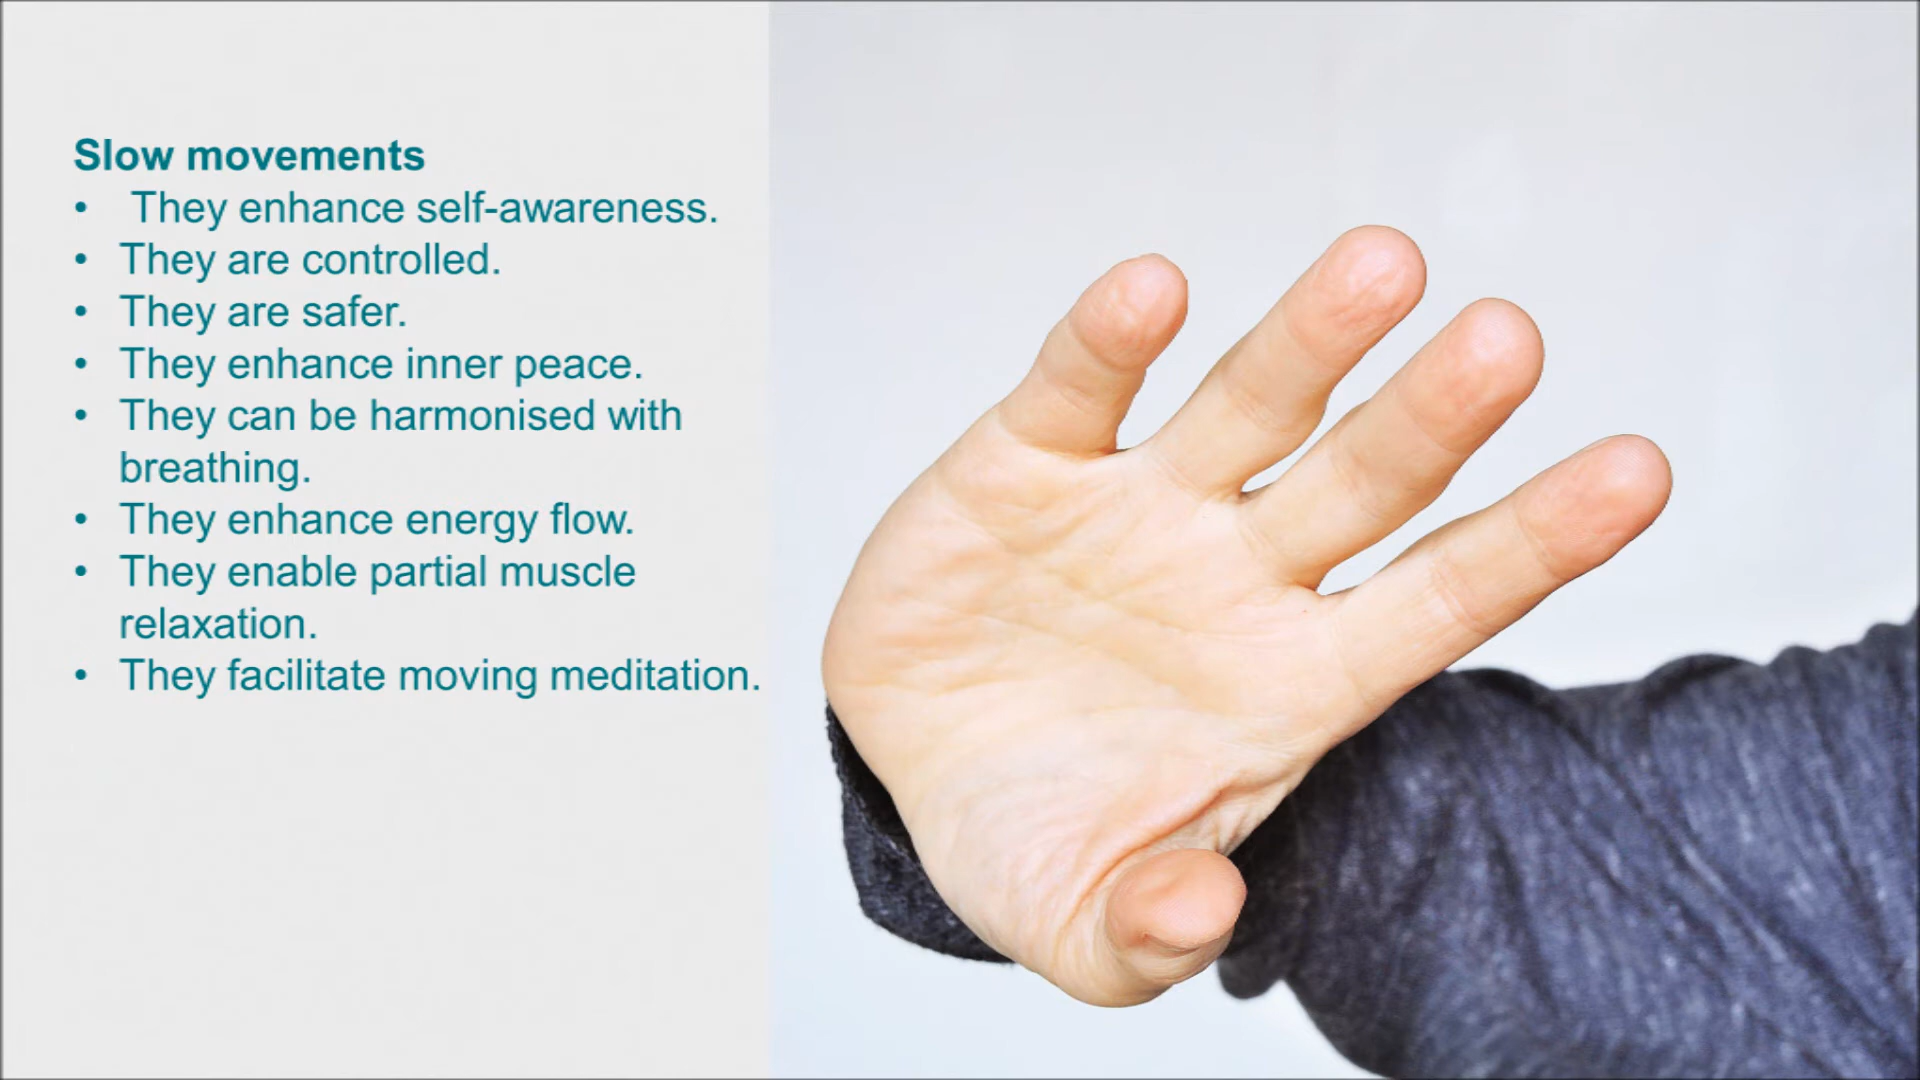 Slow movements
• They enhance self-awareness.
• They are controlled.
• They are safer.
• They enhance inner peace.
• They can be harmonised with
breathing.
• They enhance energy flow.
• They enable partial muscle
relaxation.
• They facilitate moving meditation.